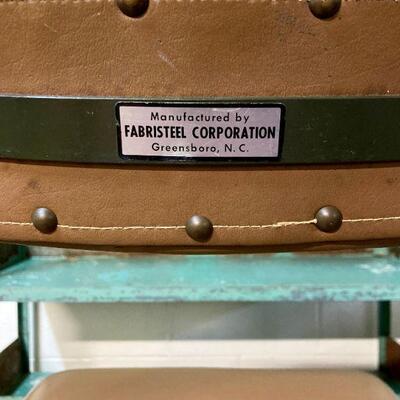 Manufactured by
FABRISTEEL CORPORATION
Greensboro, N. C.